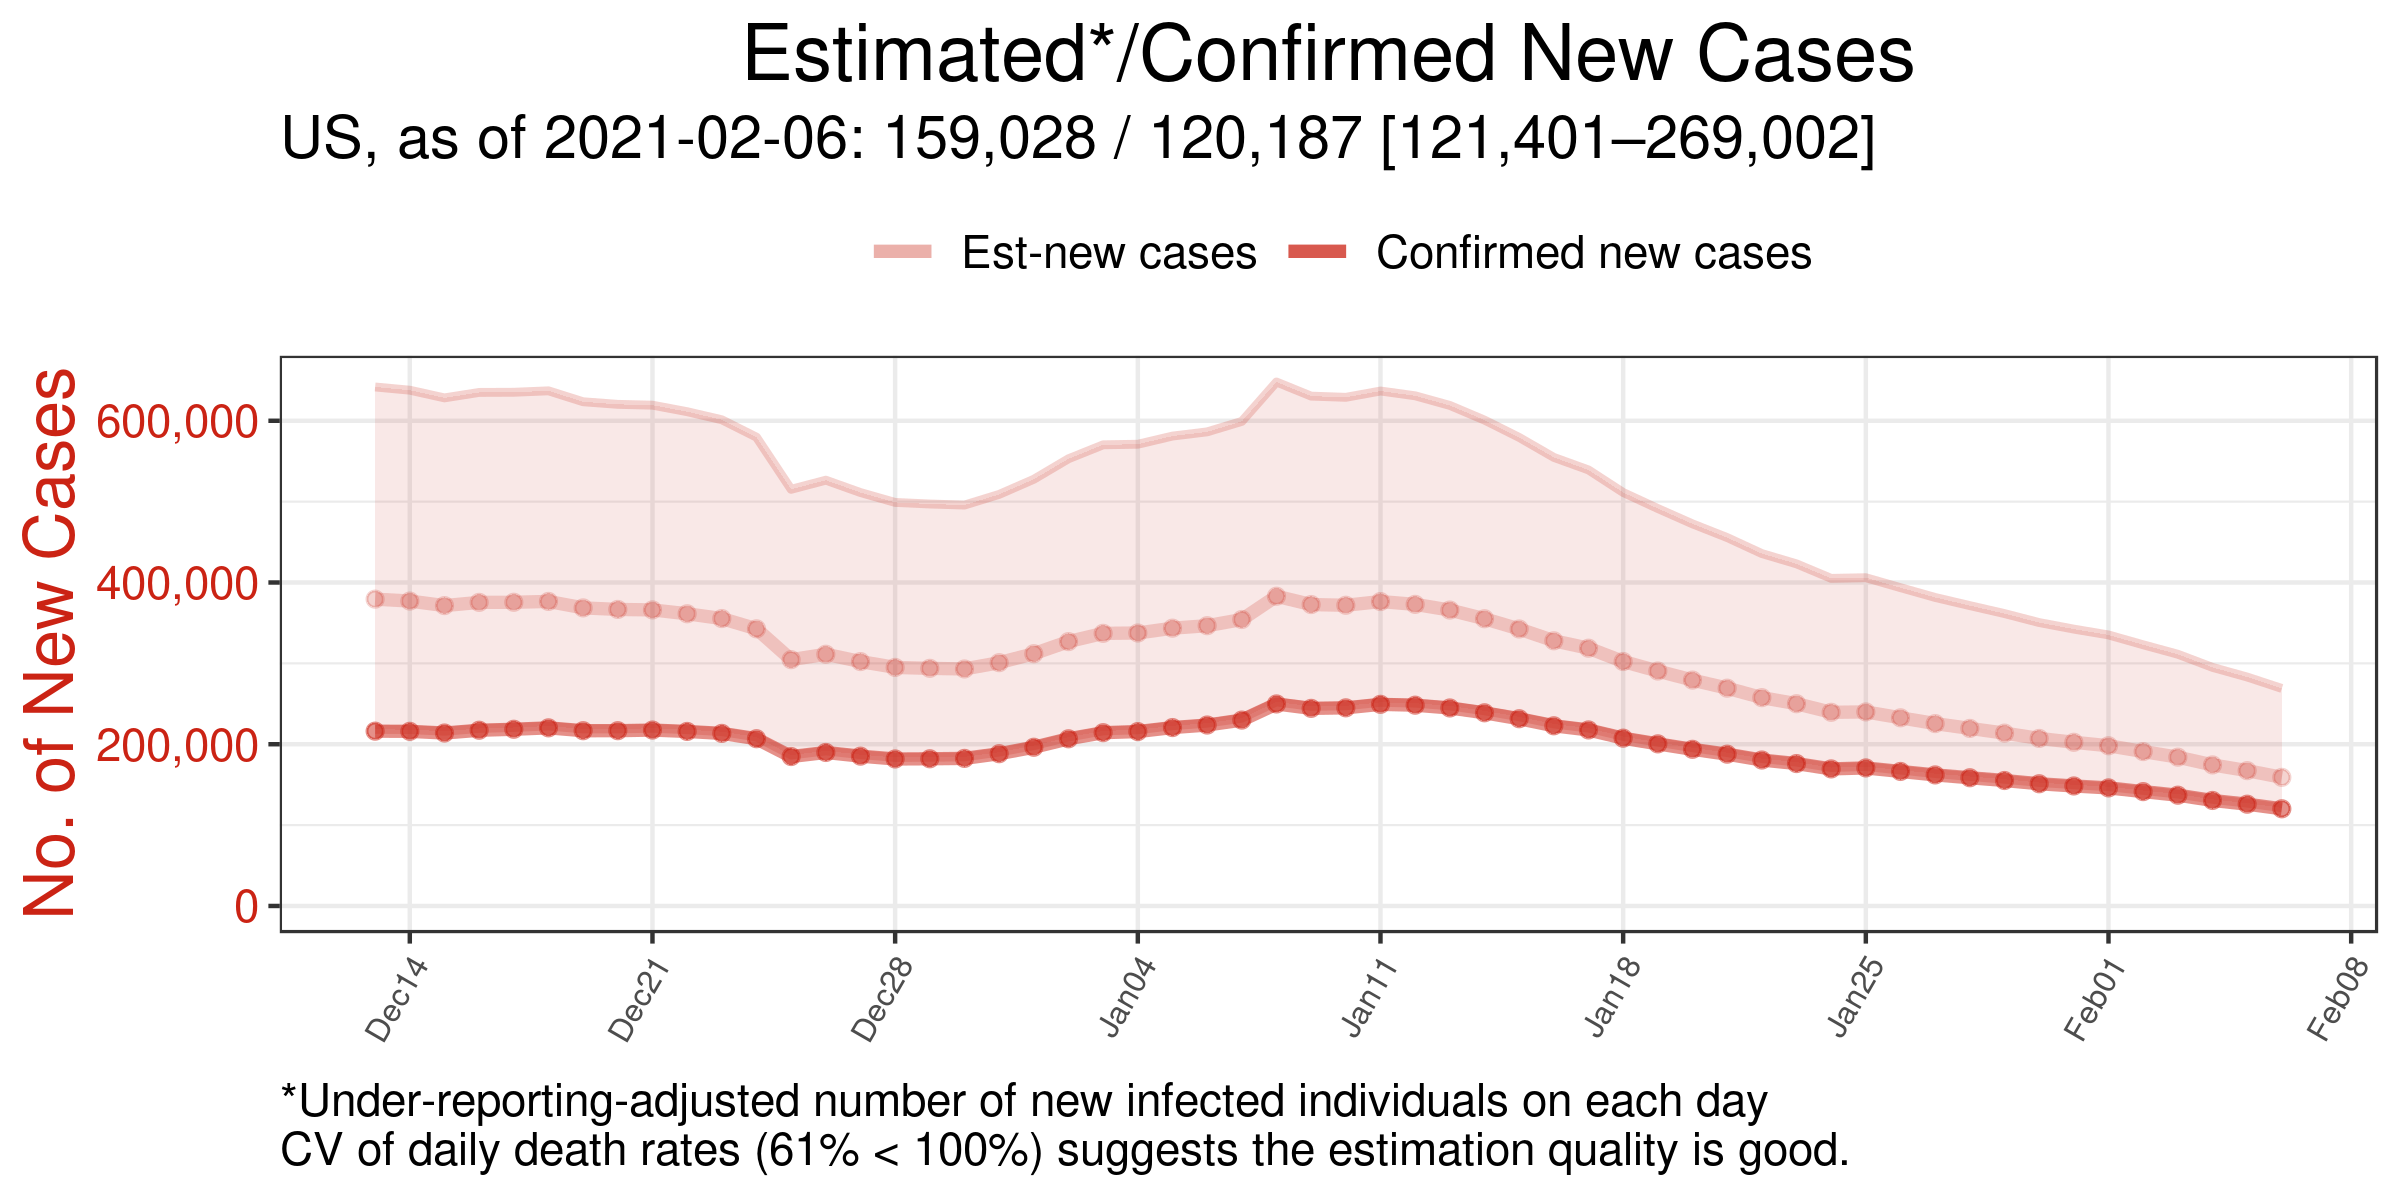 Estimated*/Confirmed New Cases
US, as of 2021-02-06: 159,028 / 120,187 [121,401–269,002]
Est-new cases
Confirmed new cases
No. of New Cases
600,000
400,000
200,000
0
Dec14
Dec21
Dec28
Jan04
Jan11
Jan18
Jan25
Feb01
Feb08
*Under-reporting-adjusted number of new infected individuals on each day
CV of daily death rates (61% < 100%) suggests the estimation quality is good.